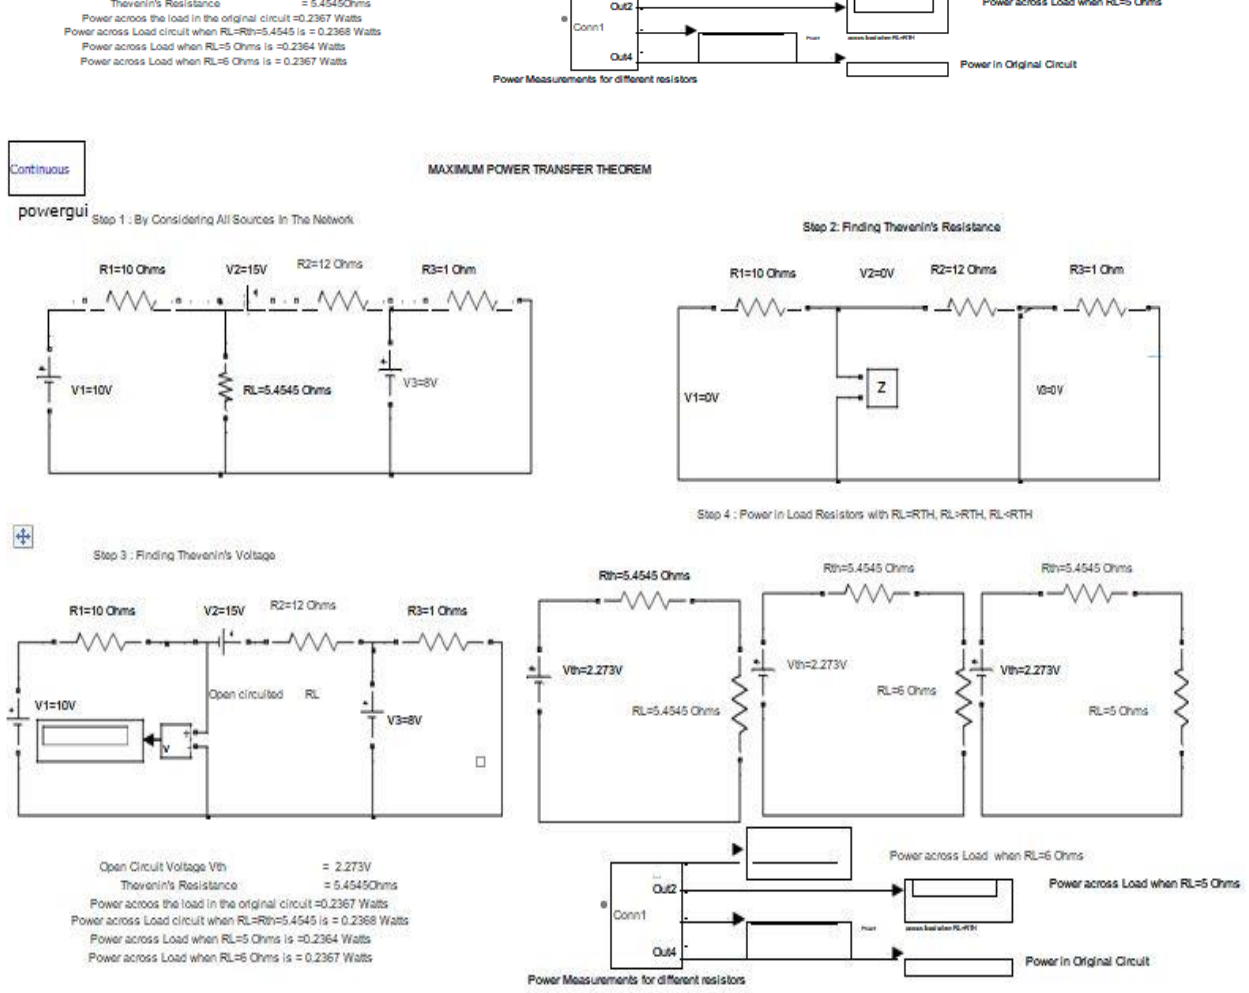 Thevenin's Resistance = 5.4545Ohms
Out2
Power across Load when RL=5 Ohms
Power acroos the load in the original circuit =0.2367 Watts
Conn1
Power across Load circuit when RL=Rth=5.4545 is = 0.2368 Watts
Power across Load when RL=5 Ohms is =0.2364 Watts
Power across Load when RL=6 Ohms is = 0.2367 Watts
Out4
Power in Original Circuit
Power Measurements for different resistors
Continuous
powergui
MAXIMUM POWER TRANSFER THEOREM
Step 1 : By Considering All Sources In The Network
R1=10 Ohms
V2=15V
R2=12 Ohms
R3=1 Ohm
V1=10V
RL=5.4545 Ohms
V3=8V
Step 2: Finding Thevenin's Resistance
R1=10 Ohms
V2=0V
R2=12 Ohms
R3=1 Ohm
V1=0V
Z
V3=0V
Step 3 : Finding Thevenin's Voltage
R1=10 Ohms
V2=15V
R2=12 Ohms
R3=1 Ohms
Open circuited RL
V1=10V
V
V3=8V
Step 4 : Power in Load Resistors with RL=RTH, RL>RTH, RL<RTH
Rth=5.4545 Ohms
Vth=2.273V
RL=5.4545 Ohms
Rth=5.4545 Ohms
Vth=2.273V
RL=6 Ohms
Rth=5.4545 Ohms
Vth=2.273V
RL=5 Ohms
Open Circuit Voltage Vth = 2.273V
Thevenin's Resistance = 5.4545Ohms
Power acroos the load in the original circuit =0.2367 Watts
Power across Load circuit when RL=Rth=5.4545 is = 0.2368 Watts
Power across Load when RL=5 Ohms is =0.2364 Watts
Power across Load when RL=6 Ohms is = 0.2367 Watts
Power across Load when RL=6 Ohms
Out2
Power across Load when RL=5 Ohms
Conn1
Out4
Power in Original Circuit
Power Measurements for different resistors